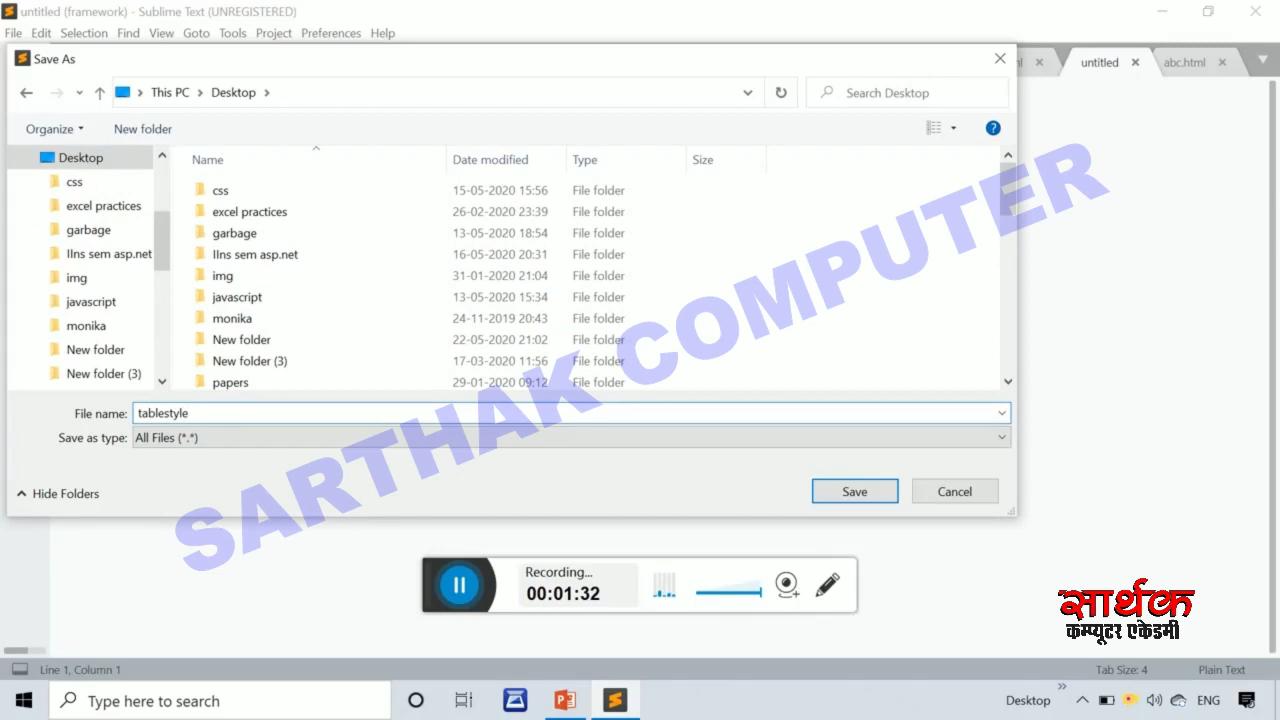 untitled (framework) - Sublime Text (UNREGISTERED)
File Edit Selection Find View Goto Tools Project Preferences Help
Save As
untitled
abc.html
This PC > Desktop >
Search Desktop
Organize
New folder
Desktop
css
excel practices
garbage
IIns sem asp.net
img
javascript
monika
New folder
New folder (3)
Name Date modified Type Size
css 15-05-2020 15:56 File folder
excel practices 26-02-2020 23:39 File folder
garbage 13-05-2020 18:54 File folder
IIns sem asp.net 16-05-2020 20:31 File folder
img 31-01-2020 21:04 File folder
javascript 13-05-2020 15:34 File folder
monika 24-11-2019 20:43 File folder
New folder 22-05-2020 21:02 File folder
New folder (3) 17-03-2020 11:56 File folder
papers 29-01-2020 09:12 File folder
SARTHAK COMPUTER
File name: tablestyle
Save as type: All Files (*.*)
Hide Folders
Save
Cancel
Recording...
00:01:32
सार्थक
कम्प्यूटर एकेडमी
Line 1, Column 1
Tab Size: 4
Plain Text
Type here to search
Desktop
ENG